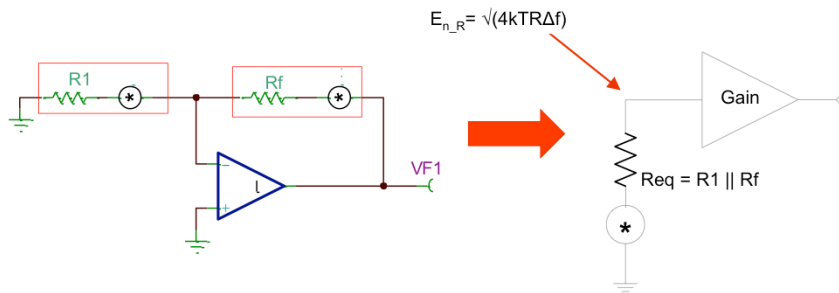 E_n_R= √(4kTRΔf)
R1
Rf
*
*
Gain
VF1
Req = R1 || Rf
*